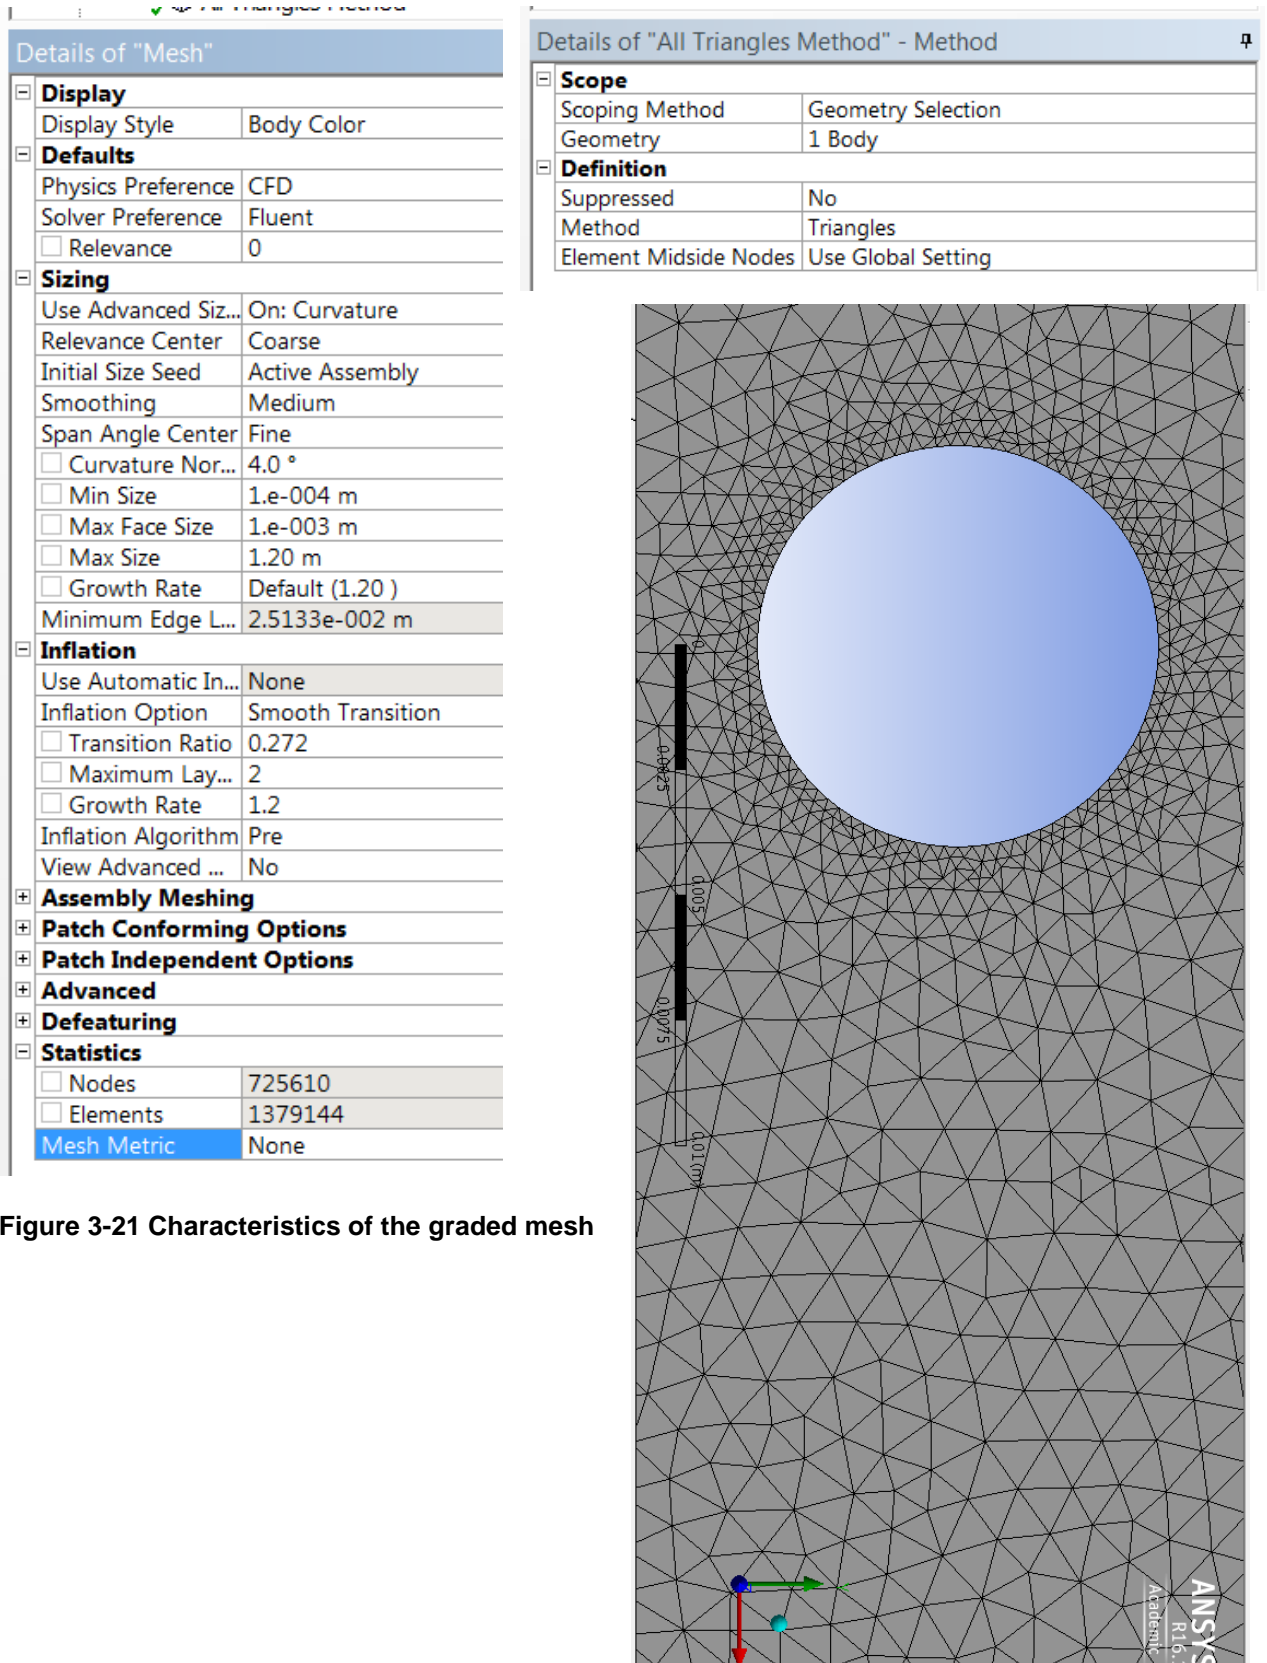 Details of "Mesh"
Display
Display Style Body Color
Defaults
Physics Preference CFD
Solver Preference Fluent
Relevance 0
Sizing
Use Advanced Siz... On: Curvature
Relevance Center Coarse
Initial Size Seed Active Assembly
Smoothing Medium
Span Angle Center Fine
Curvature Nor... 4.0 °
Min Size 1.e-004 m
Max Face Size 1.e-003 m
Max Size 1.20 m
Growth Rate Default (1.20 )
Minimum Edge L... 2.5133e-002 m
Inflation
Use Automatic In... None
Inflation Option Smooth Transition
Transition Ratio 0.272
Maximum Lay... 2
Growth Rate 1.2
Inflation Algorithm Pre
View Advanced ... No
Assembly Meshing
Patch Conforming Options
Patch Independent Options
Advanced
Defeaturing
Statistics
Nodes 725610
Elements 1379144
Mesh Metric None
Figure 3-21 Characteristics of the graded mesh
Details of "All Triangles Method" - Method
Scope
Scoping Method Geometry Selection
Geometry 1 Body
Definition
Suppressed No
Method Triangles
Element Midside Nodes Use Global Setting
0.0025
0.005
0.0075
0.01 (m)
ANSYS
R16.
Academic